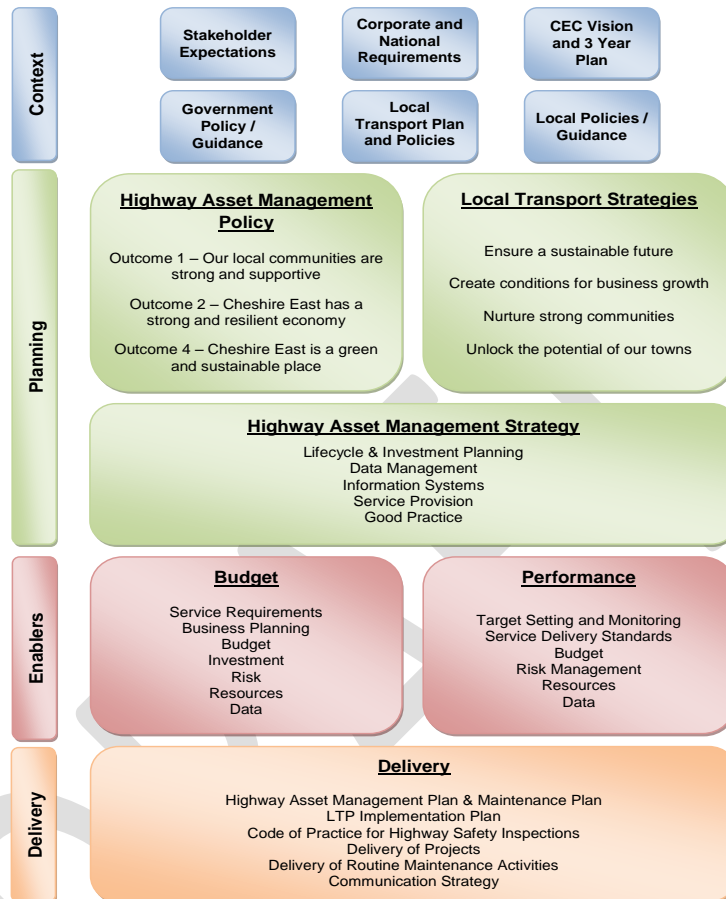 Context
Stakeholder
Expectations
Corporate and
National
Requirements
CEC Vision
and 3 Year
Plan
Government
Policy /
Guidance
Local
Transport Plan
and Policies
Local Policies /
Guidance
Planning
Highway Asset Management
Policy
Outcome 1 – Our local communities are
strong and supportive
Outcome 2 – Cheshire East has a
strong and resilient economy
Outcome 4 – Cheshire East is a green
and sustainable place
Local Transport Strategies
Ensure a sustainable future
Create conditions for business growth
Nurture strong communities
Unlock the potential of our towns
Highway Asset Management Strategy
Lifecycle & Investment Planning
Data Management
Information Systems
Service Provision
Good Practice
Enablers
Budget
Service Requirements
Business Planning
Budget
Investment
Risk
Resources
Data
Performance
Target Setting and Monitoring
Service Delivery Standards
Budget
Risk Management
Resources
Data
Delivery
Delivery
Highway Asset Management Plan & Maintenance Plan
LTP Implementation Plan
Code of Practice for Highway Safety Inspections
Delivery of Projects
Delivery of Routine Maintenance Activities
Communication Strategy